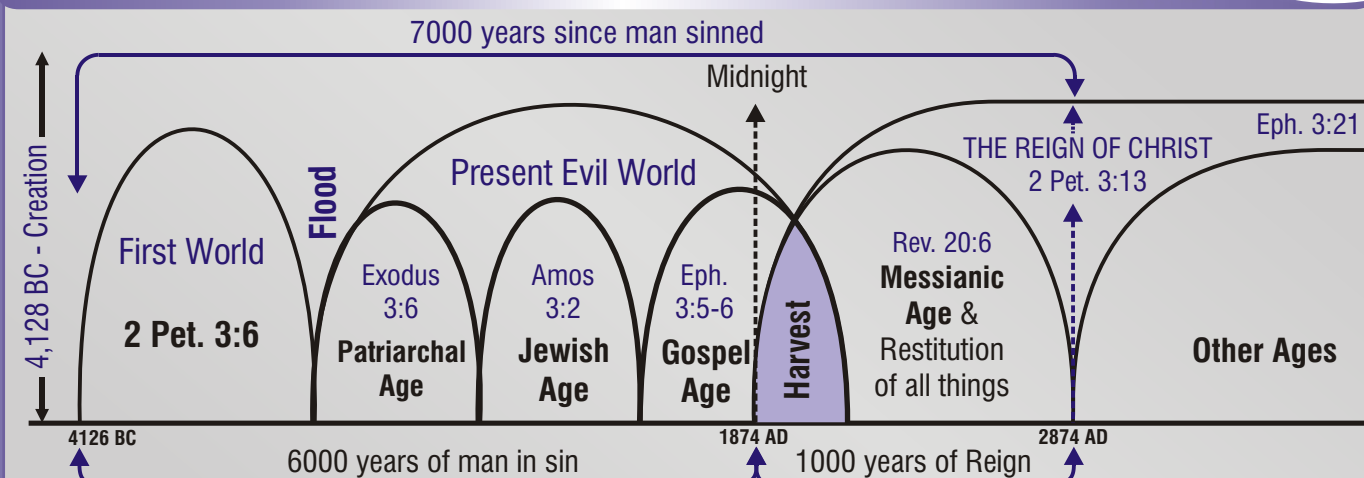 7000 years since man sinned
Midnight
4,128 BC - Creation
First World
2 Pet. 3:6
Flood
Present Evil World
Exodus
3:6
Patriarchal
Age
Amos
3:2
Jewish
Age
Eph.
3:5-6
Gospel
Age
Harvest
THE REIGN OF CHRIST
2 Pet. 3:13
Rev. 20:6
Messianic
Age &
Restitution
of all things
Eph. 3:21
Other Ages
4126 BC
1874 AD
2874 AD
6000 years of man in sin
1000 years of Reign